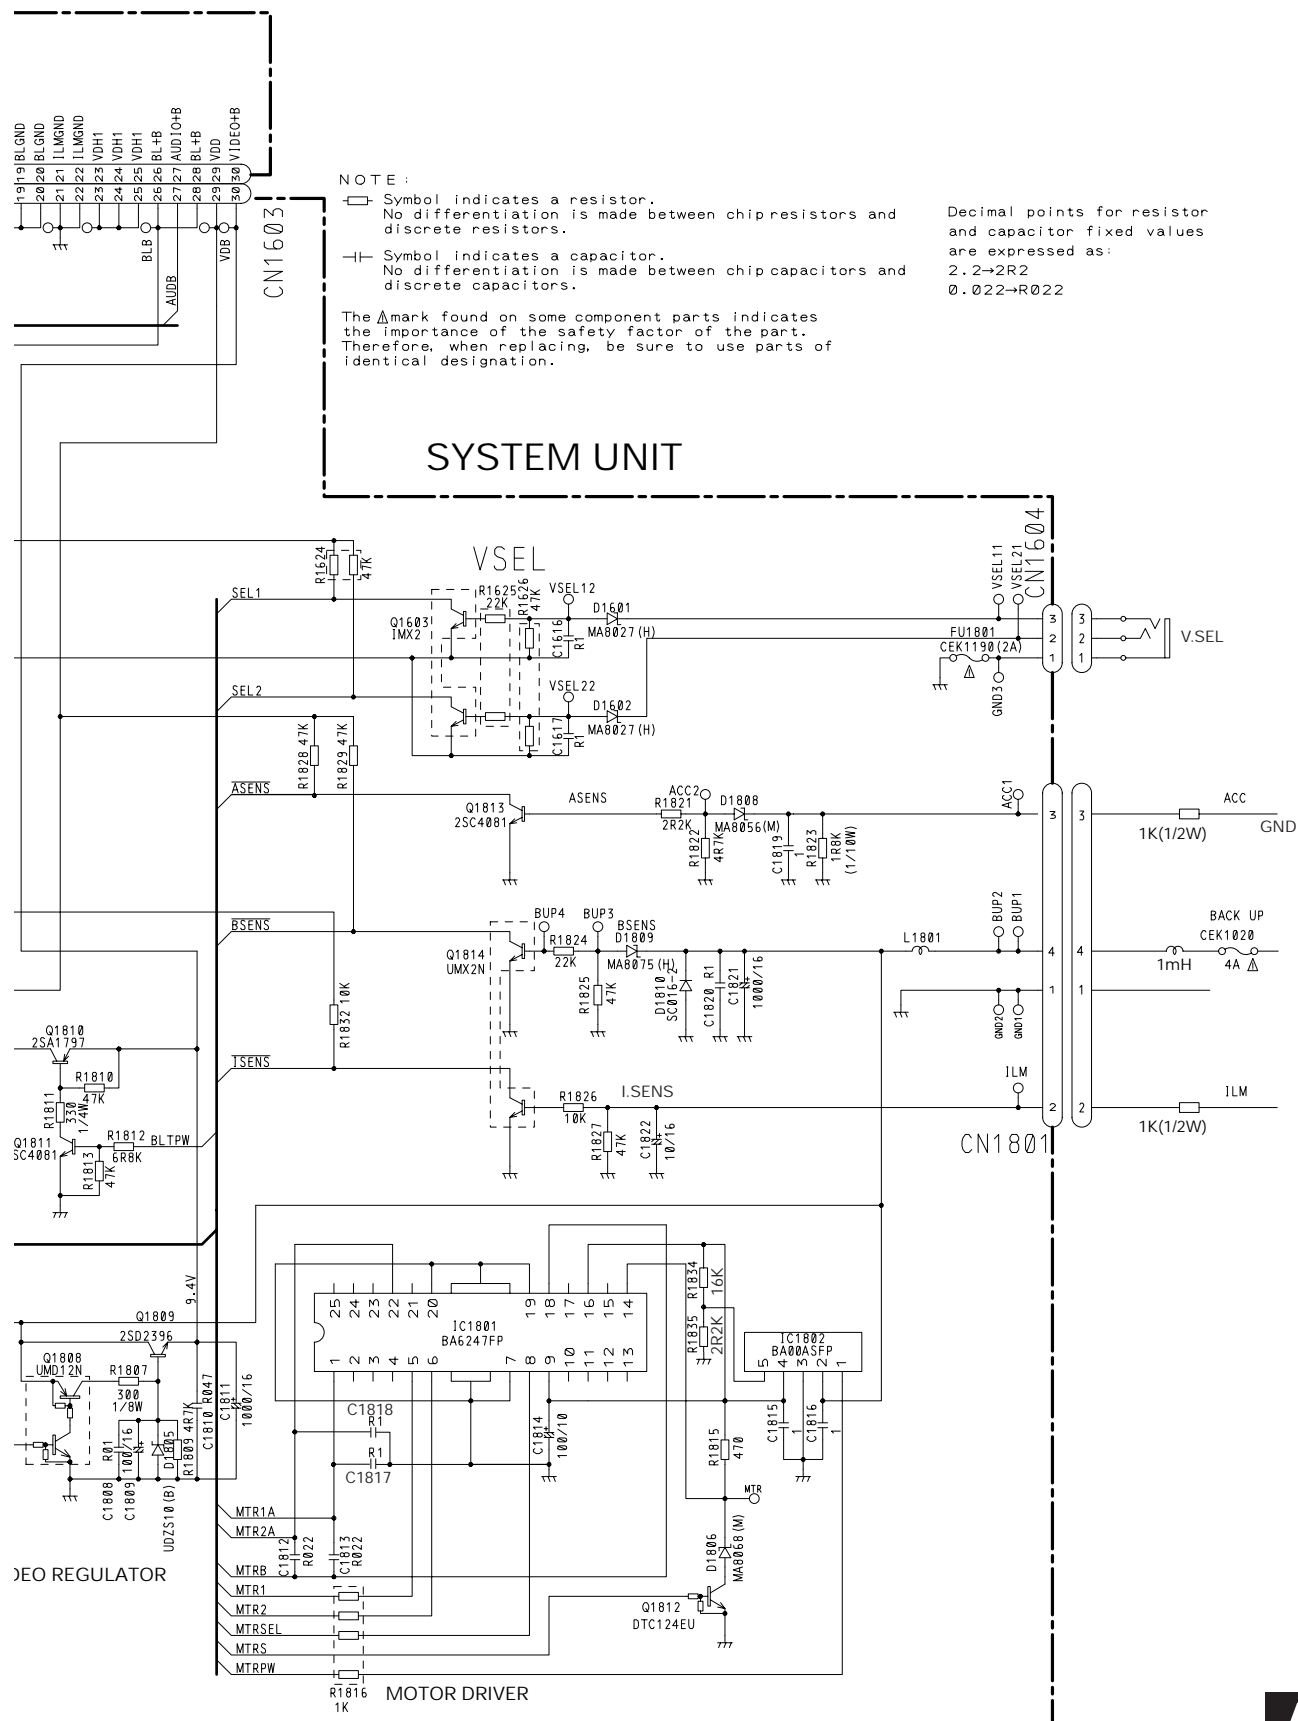 19 19 BLGND
20 20 BLGND
21 21 ILMGND
22 22 ILMGND
23 23 VDH1
24 24 VDH1
25 25 VDH1
26 26 BL+B
27 27 AUDIO+B
28 28 BL+B
29 29 VDD
30 30 VIDEO+B
BLB
AUDB
VDB
CN1603
NOTE :
Symbol indicates a resistor.
No differentiation is made between chip resistors and
discrete resistors.
Symbol indicates a capacitor.
No differentiation is made between chip capacitors and
discrete capacitors.
The ⚠ mark found on some component parts indicates
the importance of the safety factor of the part.
Therefore, when replacing, be sure to use parts of
identical designation.
Decimal points for resistor
and capacitor fixed values
are expressed as:
2.2→2R2
0.022→R022
SYSTEM UNIT
R1624
47K
VSEL
SEL1
Q1603
IMX2
R1625
22K
R1626
47K
VSEL12
C1616
R1
D1601
MA8027(H)
VSEL11
VSEL21
CN1604
FU1801
CEK1190(2A)
GND3
3 3
2 2
1 1
V.SEL
SEL2
VSEL22
C1617
R1
D1602
MA8027(H)
R1828 47K
R1829 47K
ASENS
Q1813
2SC4081
ASENS
ACC2
R1821
2R2K
R1822
4R7K
D1808
MA8056(M)
C1819
1
R1823
1R8K
(1/10W)
ACC1
3 3
ACC
1K(1/2W)
GND
BSENS
Q1814
UMX2N
BUP4
R1824
22K
BUP3
R1825
47K
BSENS
D1809
MA8075(H)
D1810
SC016-2
C1820 R1
C1821
1000/16
L1801
BUP2
BUP1
4 4
BACK UP
CEK1020
1mH
4A
R1832 10K
GND2
GND1
1 1
Q1810
2SA1797
R1810
47K
R1811
330
1/4W
Q1811
SC4081
R1812
6R8K
BLTPW
R1813
47K
ISENS
R1826
10K
I.SENS
R1827
47K
C1822
10/16
ILM
2 2
ILM
1K(1/2W)
CN1801
9.4V
25 24 23 22 21 20 19 18 17 16 15 14
IC1801
BA6247FP
1 2 3 4 5 6 7 8 9 10 11 12 13
R1834
16K
R1835
2R2K
IC1802
BA00ASFP
5 4 3 2 1
Q1809
2SD2396
Q1808
UMD12N
R1807
300
1/8W
C1808
R01
C1809
100/16
D1805
UDZS10(B)
R1809 4R7K
C1810 R047
C1811
1000/16
C1818
R1
R1
C1817
C1814
100/10
R1815
470
C1815
1
C1816
1
MTR
MTR1A
MTR2A
C1812
R022
C1813
R022
D1806
MA8068(M)
DEO REGULATOR
MTRB
MTR1
MTR2
MTRSEL
MTRS
MTRPW
Q1812
DTC124EU
R1816
1K
MOTOR DRIVER